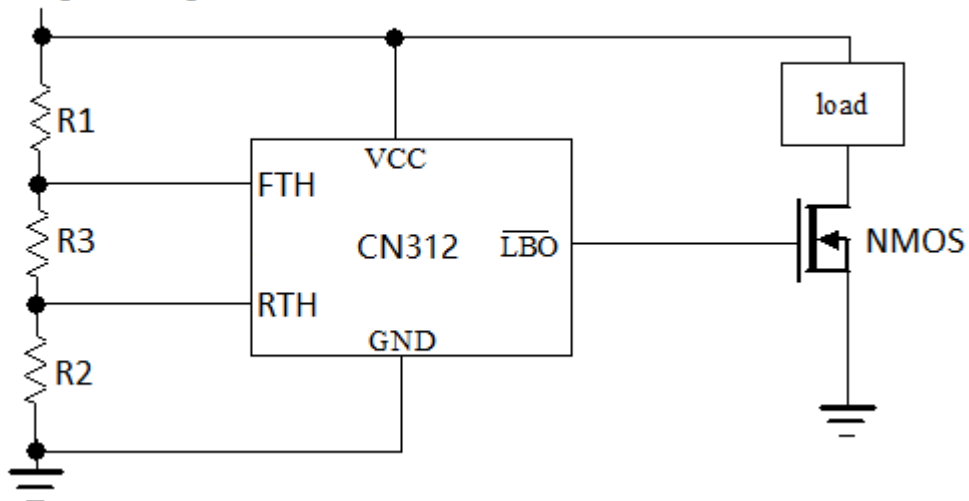 R1
load
VCC
FTH
R3
CN312
LBO
NMOS
RTH
GND
R2